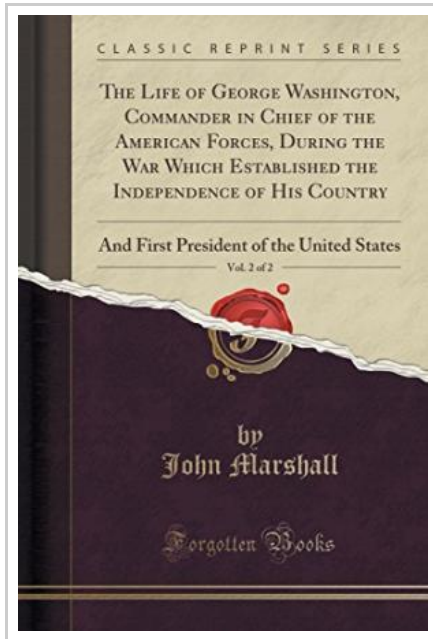 CLASSIC REPRINT SERIES
THE LIFE OF GEORGE WASHINGTON,
COMMANDER IN CHIEF OF THE
AMERICAN FORCES, DURING THE
WAR WHICH ESTABLISHED THE
INDEPENDENCE OF HIS COUNTRY
And First President of the United States
Vol. 2 of 2
by
John Marshall
Forgotten Books